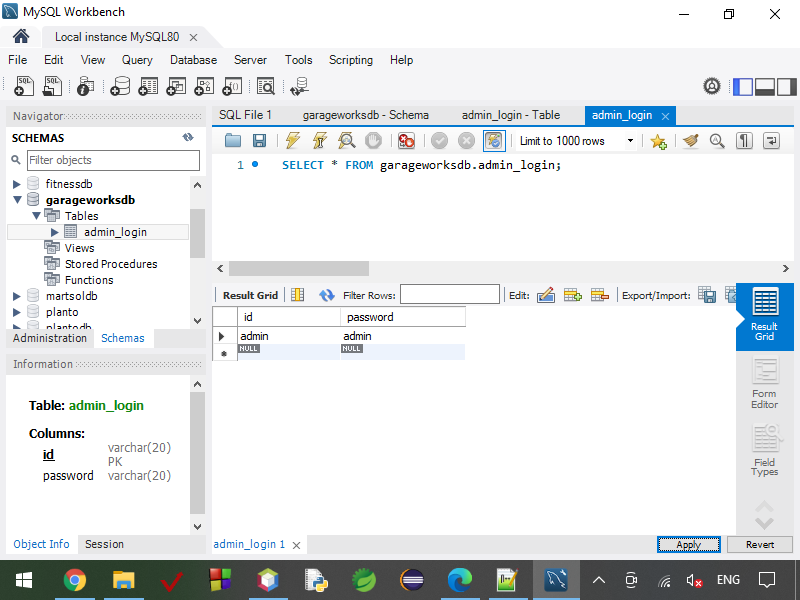 MySQL Workbench
Local instance MySQL80
File Edit View Query Database Server Tools Scripting Help
Navigator
SCHEMAS
Filter objects
fitnessdb
garageworksdb
Tables
admin_login
Views
Stored Procedures
Functions
martsoldb
planto
plantodb
Administration Schemas
Information
Table: admin_login
Columns:
id varchar(20) PK
password varchar(20)
Object Info Session
SQL File 1 garageworksdb - Schema admin_login - Table admin_login
Limit to 1000 rows
1 SELECT * FROM garageworksdb.admin_login;
Result Grid Filter Rows: Edit: Export/Import:
id password
admin admin
NULL NULL
Result Grid
Form Editor
Field Types
admin_login 1
Apply Revert
ENG